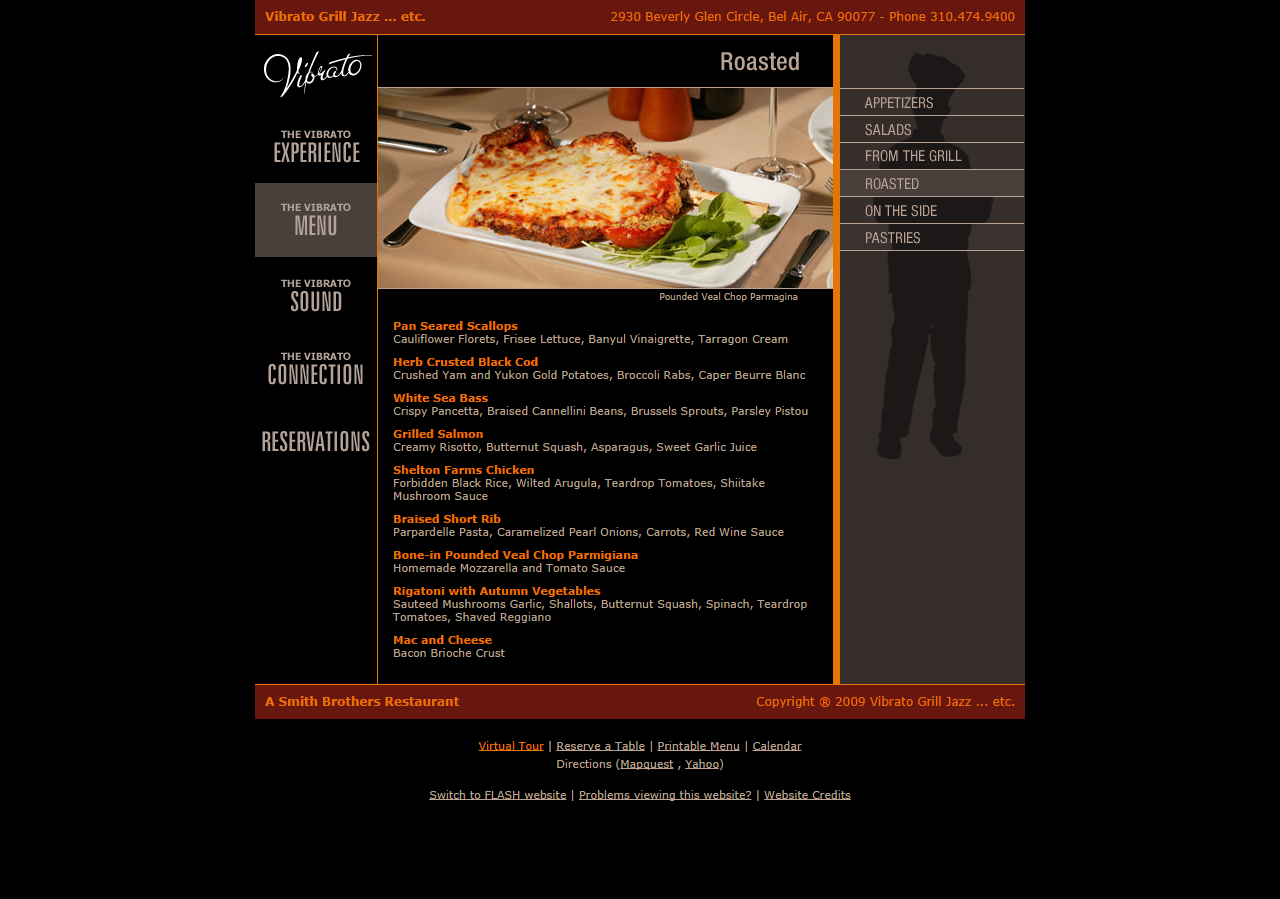 Vibrato Grill Jazz ... etc.
2930 Beverly Glen Circle, Bel Air, CA 90077 - Phone 310.474.9400
Vibrato
THE VIBRATO
EXPERIENCE
THE VIBRATO
MENU
THE VIBRATO
SOUND
THE VIBRATO
CONNECTION
RESERVATIONS
Roasted
Pounded Veal Chop Parmagina
Pan Seared Scallops
Cauliflower Florets, Frisee Lettuce, Banyul Vinaigrette, Tarragon Cream
Herb Crusted Black Cod
Crushed Yam and Yukon Gold Potatoes, Broccoli Rabs, Caper Beurre Blanc
White Sea Bass
Crispy Pancetta, Braised Cannellini Beans, Brussels Sprouts, Parsley Pistou
Grilled Salmon
Creamy Risotto, Butternut Squash, Asparagus, Sweet Garlic Juice
Shelton Farms Chicken
Forbidden Black Rice, Wilted Arugula, Teardrop Tomatoes, Shiitake
Mushroom Sauce
Braised Short Rib
Parpardelle Pasta, Caramelized Pearl Onions, Carrots, Red Wine Sauce
Bone-in Pounded Veal Chop Parmigiana
Homemade Mozzarella and Tomato Sauce
Rigatoni with Autumn Vegetables
Sauteed Mushrooms Garlic, Shallots, Butternut Squash, Spinach, Teardrop
Tomatoes, Shaved Reggiano
Mac and Cheese
Bacon Brioche Crust
APPETIZERS
SALADS
FROM THE GRILL
ROASTED
ON THE SIDE
PASTRIES
A Smith Brothers Restaurant
Copyright ® 2009 Vibrato Grill Jazz ... etc.
Virtual Tour | Reserve a Table | Printable Menu | Calendar
Directions (Mapquest , Yahoo)
Switch to FLASH website | Problems viewing this website? | Website Credits